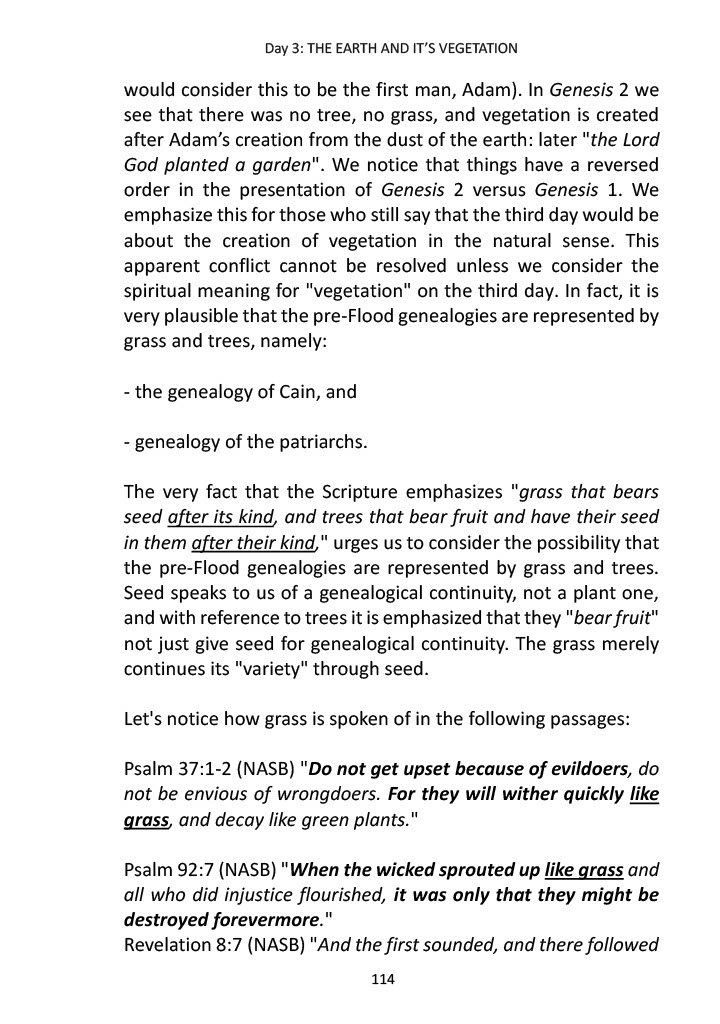 Day 3: THE EARTH AND IT'S VEGETATION
would consider this to be the first man, Adam). In Genesis 2 we
see that there was no tree, no grass, and vegetation is created
after Adam's creation from the dust of the earth: later "the Lord
God planted a garden". We notice that things have a reversed
order in the presentation of Genesis 2 versus Genesis 1. We
emphasize this for those who still say that the third day would be
about the creation of vegetation in the natural sense. This
apparent conflict cannot be resolved unless we consider the
spiritual meaning for "vegetation" on the third day. In fact, it is
very plausible that the pre-Flood genealogies are represented by
grass and trees, namely:
- the genealogy of Cain, and
- genealogy of the patriarchs.
The very fact that the Scripture emphasizes "grass that bears
seed after its kind, and trees that bear fruit and have their seed
in them after their kind," urges us to consider the possibility that
the pre-Flood genealogies are represented by grass and trees.
Seed speaks to us of a genealogical continuity, not a plant one,
and with reference to trees it is emphasized that they "bear fruit"
not just give seed for genealogical continuity. The grass merely
continues its "variety" through seed.
Let's notice how grass is spoken of in the following passages:
Psalm 37:1-2 (NASB) "Do not get upset because of evildoers, do
not be envious of wrongdoers. For they will wither quickly like
grass, and decay like green plants."
Psalm 92:7 (NASB) "When the wicked sprouted up like grass and
all who did injustice flourished, it was only that they might be
destroyed forevermore."
Revelation 8:7 (NASB) "And the first sounded, and there followed
114